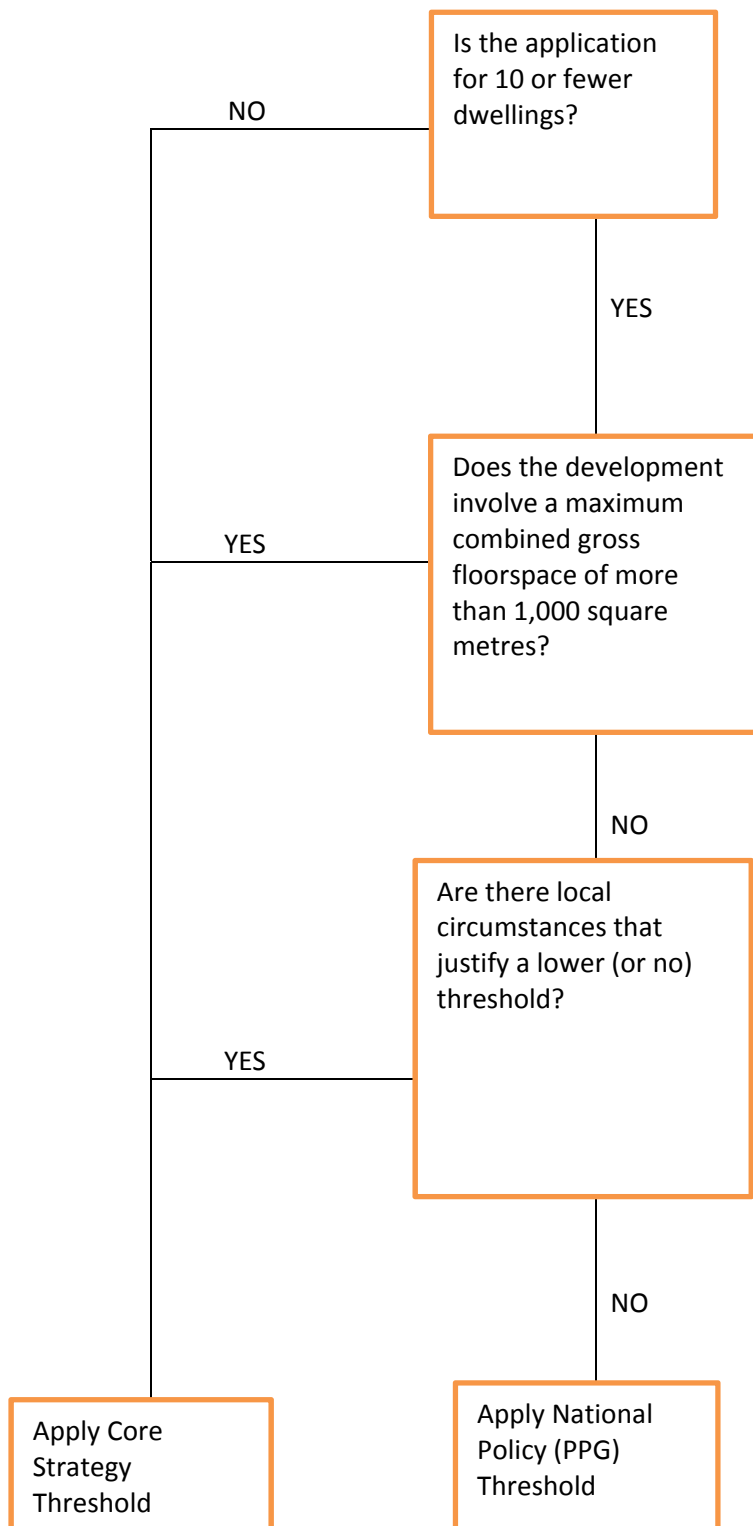 Is the application
for 10 or fewer
dwellings?
NO
YES
Does the development
involve a maximum
combined gross
floorspace of more
than 1,000 square
metres?
YES
NO
Are there local
circumstances that
justify a lower (or no)
threshold?
YES
NO
Apply Core
Strategy
Threshold
Apply National
Policy (PPG)
Threshold